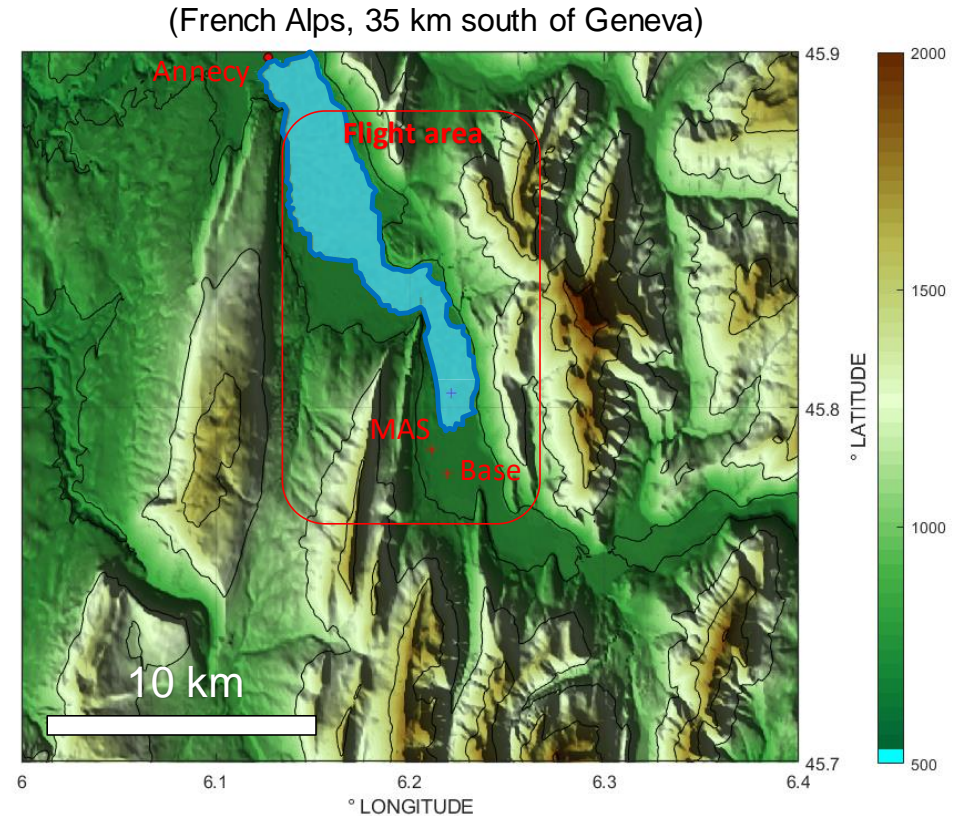 (French Alps, 35 km south of Geneva)
Annecy
Flight area
MAS
Base
10 km
6
6.1
6.2
6.3
6.4
° LONGITUDE
45.9
45.8
45.7
° LATITUDE
2000
1500
1000
500